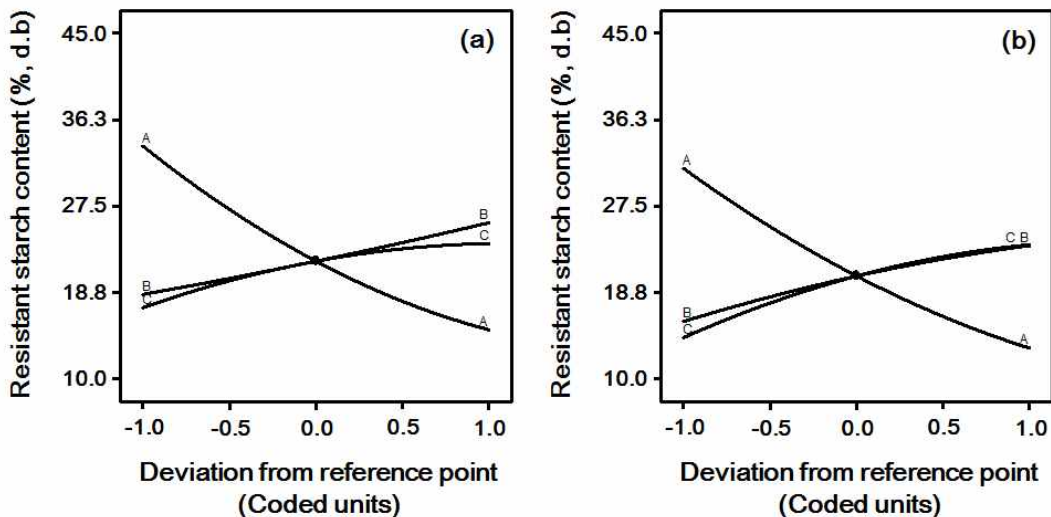 Resistant starch content (%, d.b)
45.0
36.3
27.5
18.8
10.0
(a)
A
B
C
B
C
A
-1.0 -0.5 0.0 0.5 1.0
Deviation from reference point
(Coded units)
Resistant starch content (%, d.b)
45.0
36.3
27.5
18.8
10.0
(b)
A
C B
B
C
A
-1.0 -0.5 0.0 0.5 1.0
Deviation from reference point
(Coded units)